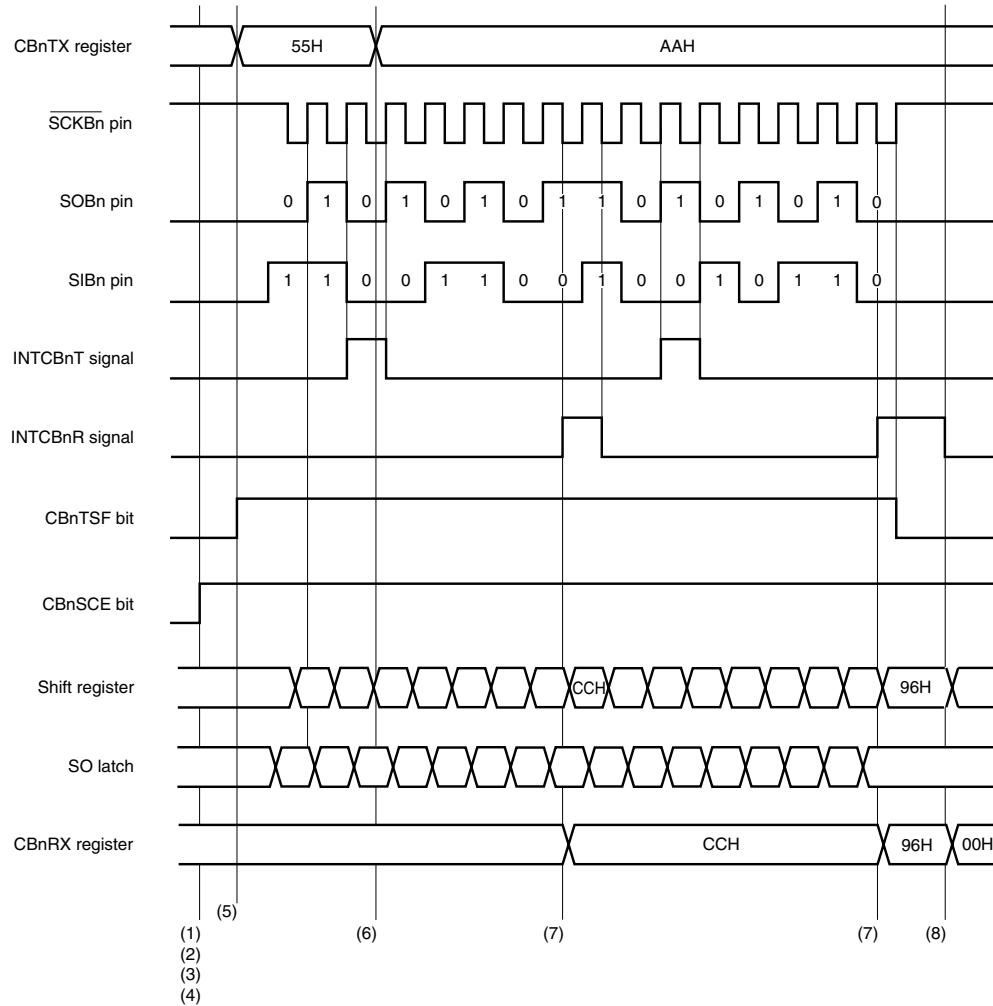 CBnTX register
55H
AAH
SCKBn pin
SOBn pin
0 1 0 1 0 1 0 1 1 0 1 0 1 0 1 0
SIBn pin
1 1 0 0 1 1 0 0 1 0 0 1 0 1 1 0
INTCBnT signal
INTCBnR signal
CBnTSF bit
CBnSCE bit
Shift register
CCH
96H
SO latch
CBnRX register
CCH
96H
00H
(5)
(1)
(6)
(7)
(7)
(8)
(2)
(3)
(4)